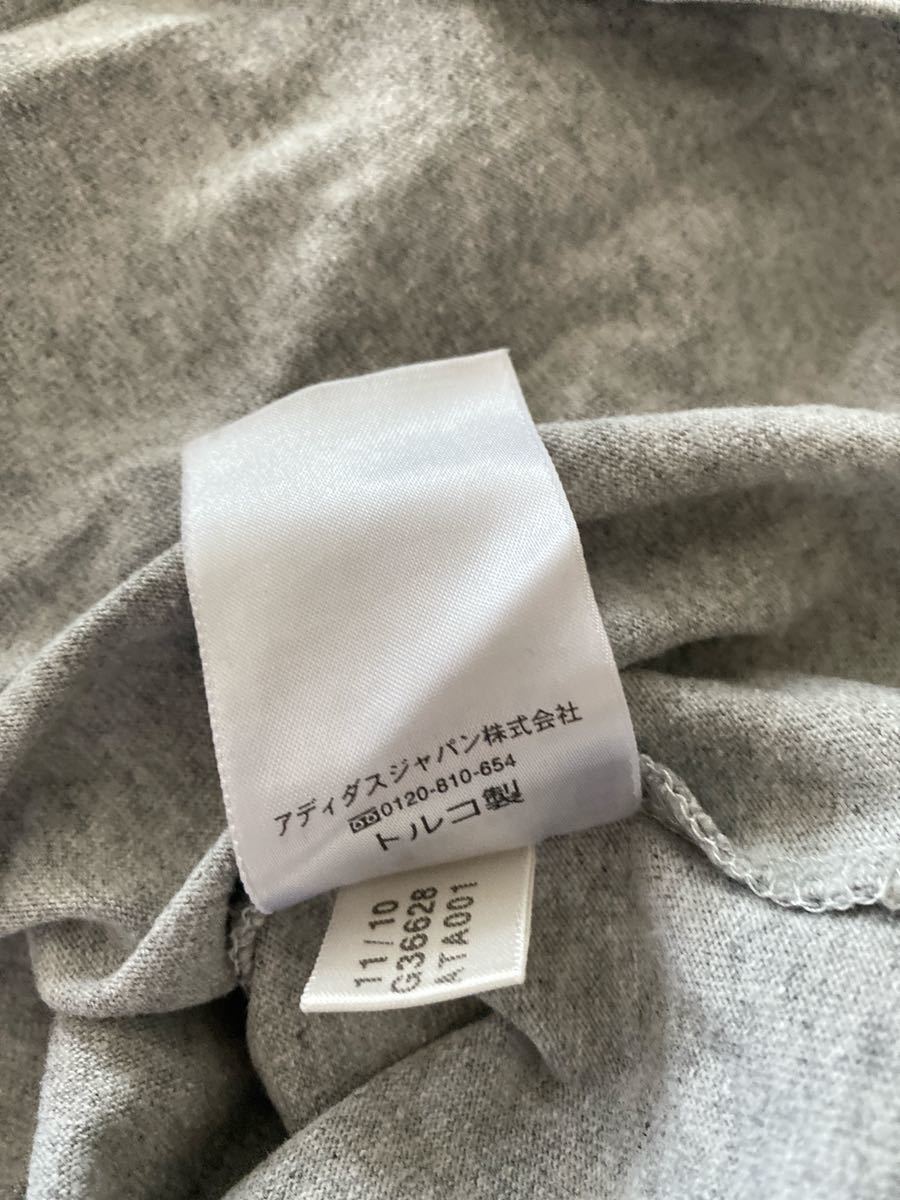 アディダスジャパン株式会社
0120-810-654
トルコ製
11/10
G36628
ATA001